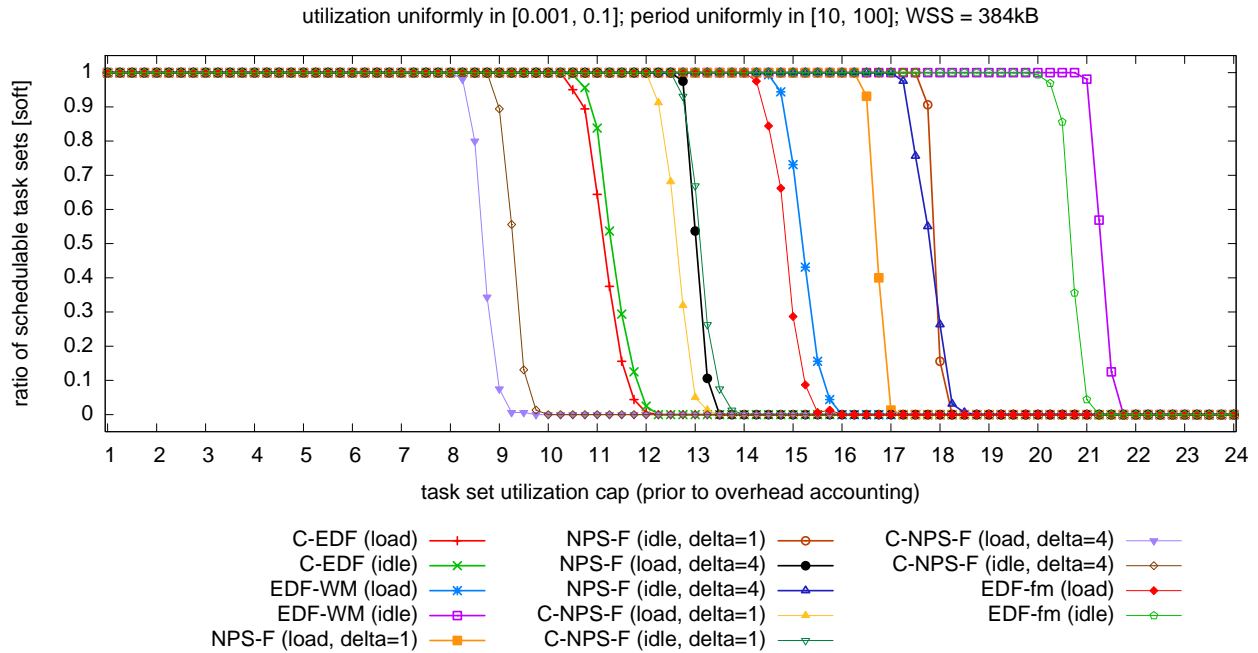 utilization uniformly in [0.001, 0.1]; period uniformly in [10, 100]; WSS = 384kB
ratio of schedulable task sets [soft]
1
0.9
0.8
0.7
0.6
0.5
0.4
0.3
0.2
0.1
0
1 2 3 4 5 6 7 8 9 10 11 12 13 14 15 16 17 18 19 20 21 22 23 24
task set utilization cap (prior to overhead accounting)
C-EDF (load)
C-EDF (idle)
EDF-WM (load)
EDF-WM (idle)
NPS-F (load, delta=1)
NPS-F (idle, delta=1)
NPS-F (load, delta=4)
NPS-F (idle, delta=4)
C-NPS-F (load, delta=1)
C-NPS-F (idle, delta=1)
C-NPS-F (load, delta=4)
C-NPS-F (idle, delta=4)
EDF-fm (load)
EDF-fm (idle)